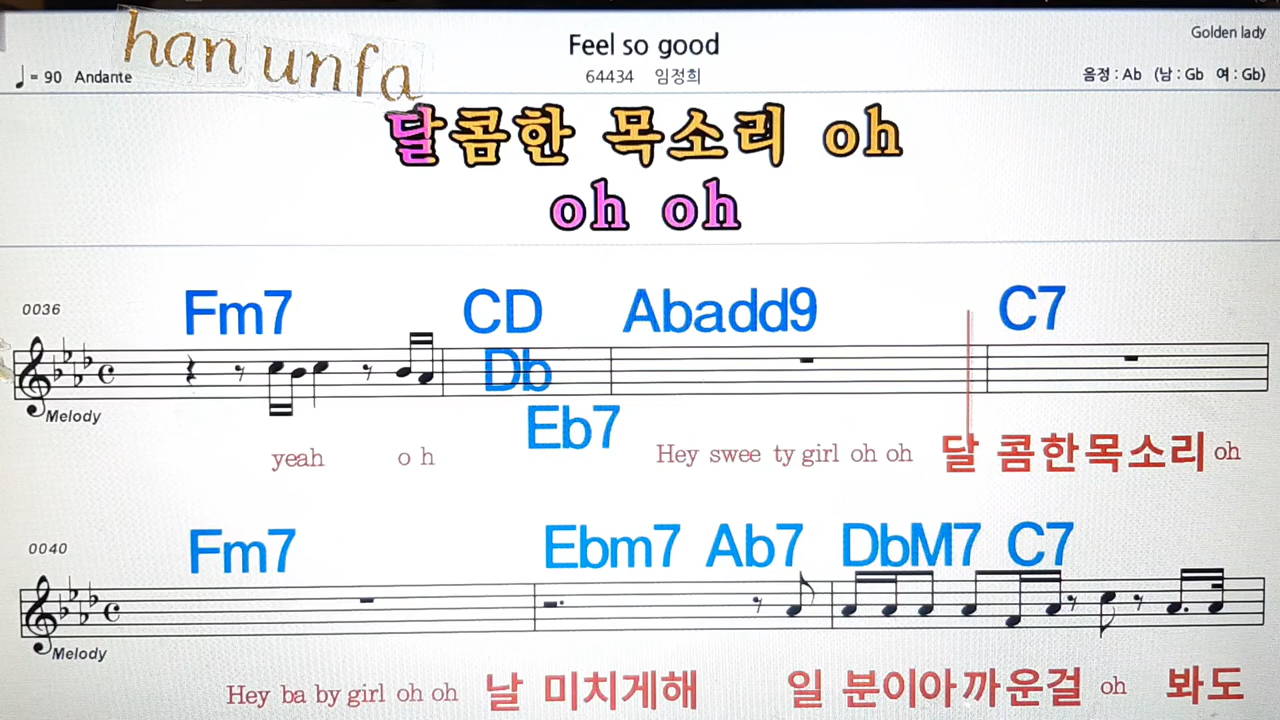 han unfa
Feel so good
Golden lady
= 90 Andante
64434 임정희
음정 : Ab (남 : Gb 여 : Gb)
달콤한 목소리 oh
oh oh
0036
Fm7 CD Abadd9 C7
Db
Eb7
Melody
yeah oh Hey swee ty girl oh oh 달 콤한목소리 oh
0040
Fm7 Ebm7 Ab7 DbM7 C7
Melody
Hey ba by girl oh oh 날 미치게해 일 분이아까운걸 oh 봐도